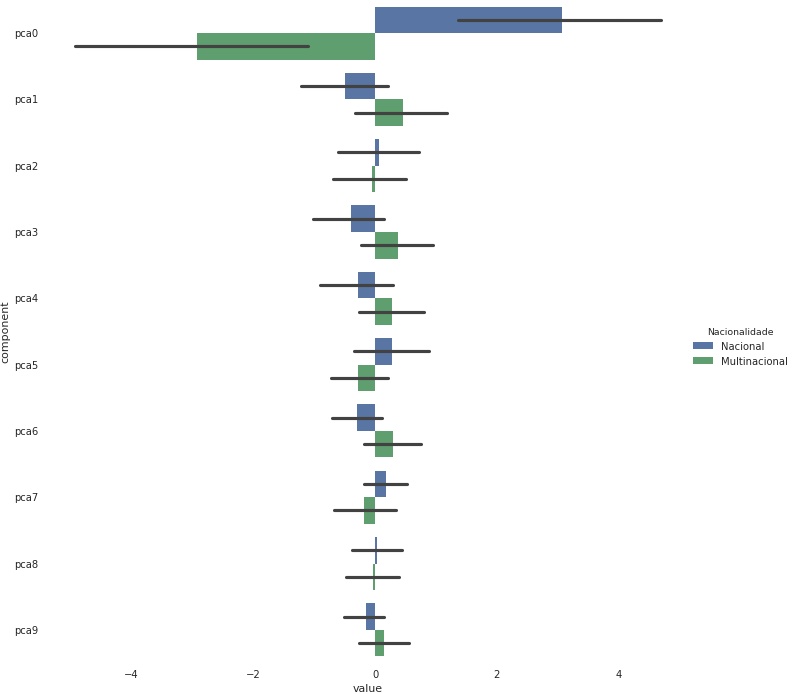 pca0
pca1
pca2
pca3
pca4
pca5
pca6
pca7
pca8
pca9
component
−4
−2
0
2
4
value
Nacionalidade
Nacional
Multinacional